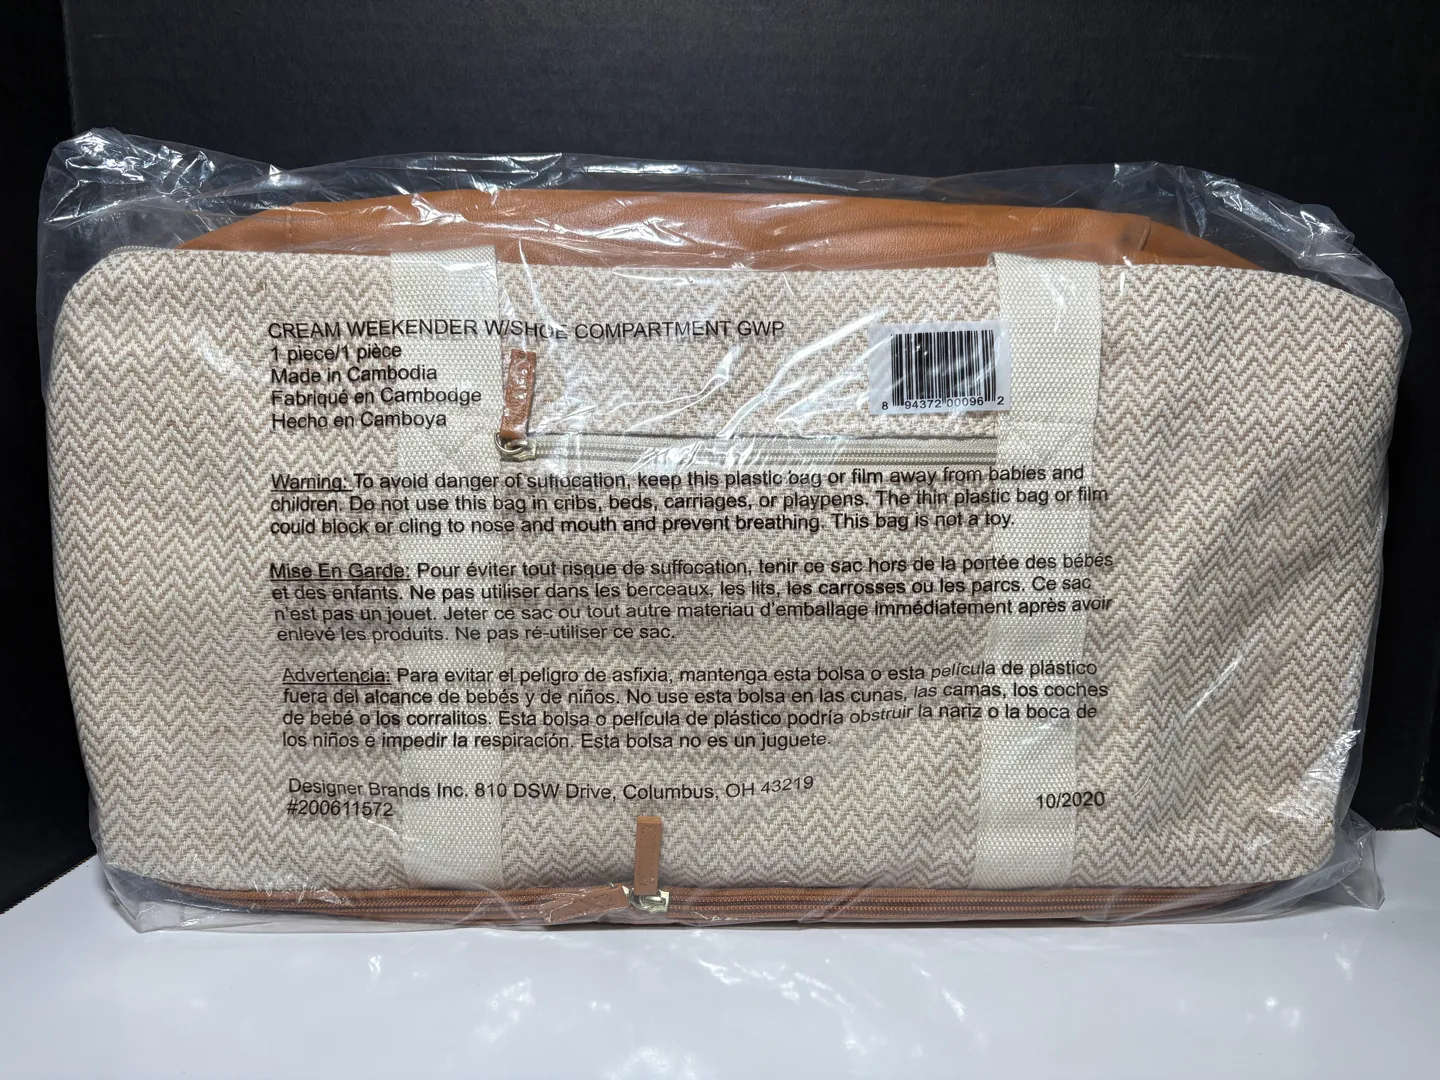 CREAM WEEKENDER W/SHOE COMPARTMENT GWP
1 piece/1 pièce
Made in Cambodia
Fabriqué en Cambodge
Hecho en Camboya
8 94372 00096 2
Warning: To avoid danger of suffocation, keep this plastic bag or film away from babies and
children. Do not use this bag in cribs, beds, carriages, or playpens. The thin plastic bag or film
could block or cling to nose and mouth and prevent breathing. This bag is not a toy.
Mise En Garde: Pour éviter tout risque de suffocation, tenir ce sac hors de la portée des bébés
et des enfants. Ne pas utiliser dans les berceaux, les lits, les carrosses ou les parcs. Ce sac
n'est pas un jouet. Jeter ce sac ou tout autre materiau d'emballage immédiatement après avoir
enlevé les produits. Ne pas ré-utiliser ce sac.
Advertencia: Para evitar el peligro de asfixia, mantenga esta bolsa o esta película de plástico
fuera del alcance de bebés y de niños. No use esta bolsa en las cunas, las camas, los coches
de bebé o los corralitos. Esta bolsa o película de plástico podría obstruir la nariz o la boca de
los niños e impedir la respiración. Esta bolsa no es un juguete.
Designer Brands Inc. 810 DSW Drive, Columbus, OH 43219
#200611572
10/2020